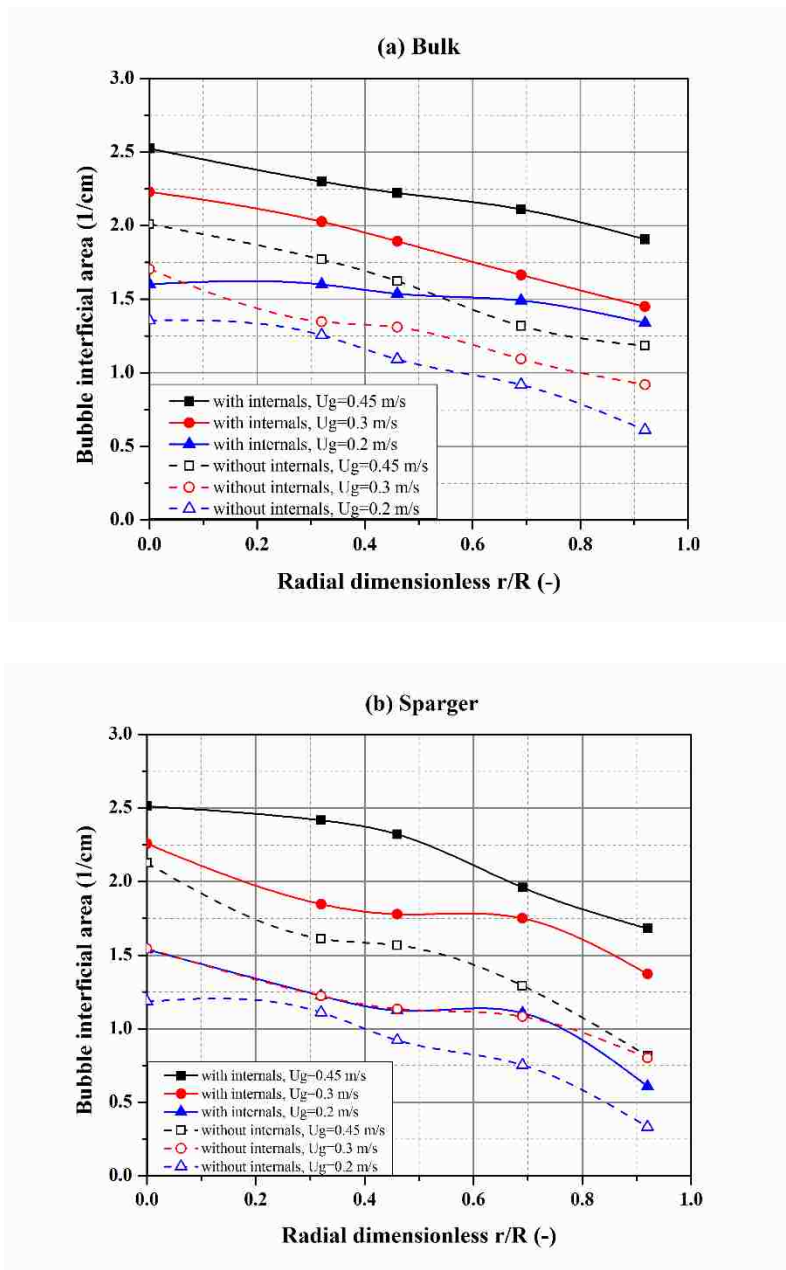 (a) Bulk
3.0
2.5
2.0
1.5
1.0
0.5
0.0
Bubble interficial area (1/cm)
with internals, Ug=0.45 m/s
with internals, Ug=0.3 m/s
with internals, Ug=0.2 m/s
without internals, Ug=0.45 m/s
without internals, Ug=0.3 m/s
without internals, Ug=0.2 m/s
0.0 0.2 0.4 0.6 0.8 1.0
Radial dimensionless r/R (-)
(b) Sparger
3.0
2.5
2.0
1.5
1.0
0.5
0.0
Bubble interficial area (1/cm)
with internals, Ug=0.45 m/s
with internals, Ug=0.3 m/s
with internals, Ug=0.2 m/s
without internals, Ug=0.45 m/s
without internals, Ug=0.3 m/s
without internals, Ug=0.2 m/s
0.0 0.2 0.4 0.6 0.8 1.0
Radial dimensionless r/R (-)